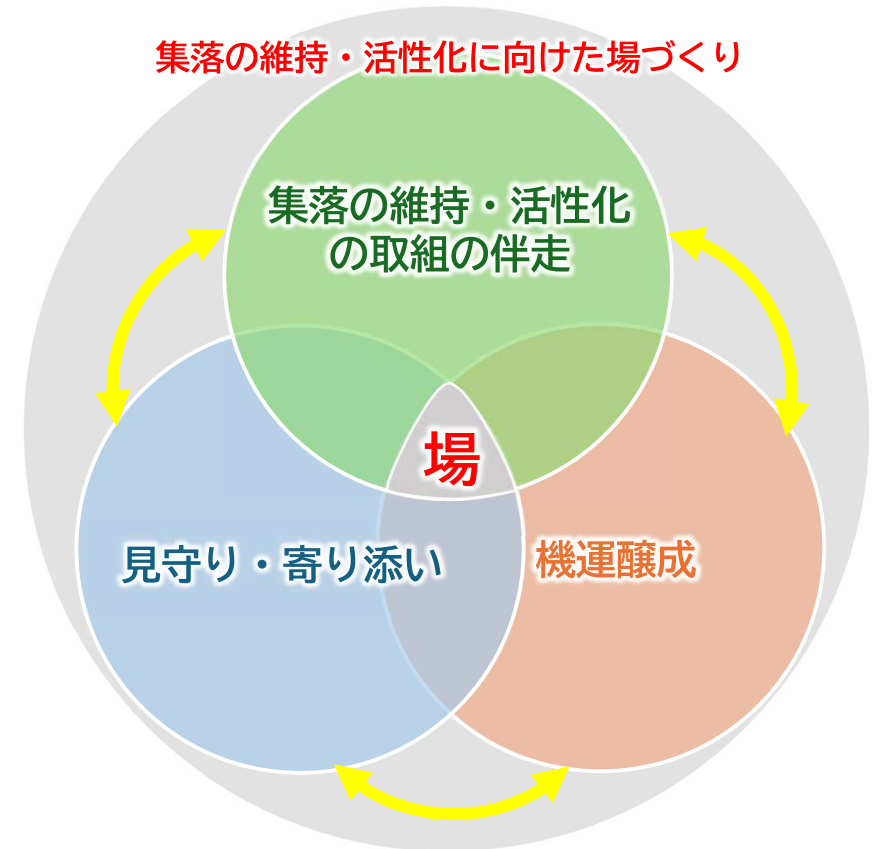 集落の維持・活性化に向けた場づくり
集落の維持・活性化
の取組の伴走
場
見守り・寄り添い
機運醸成